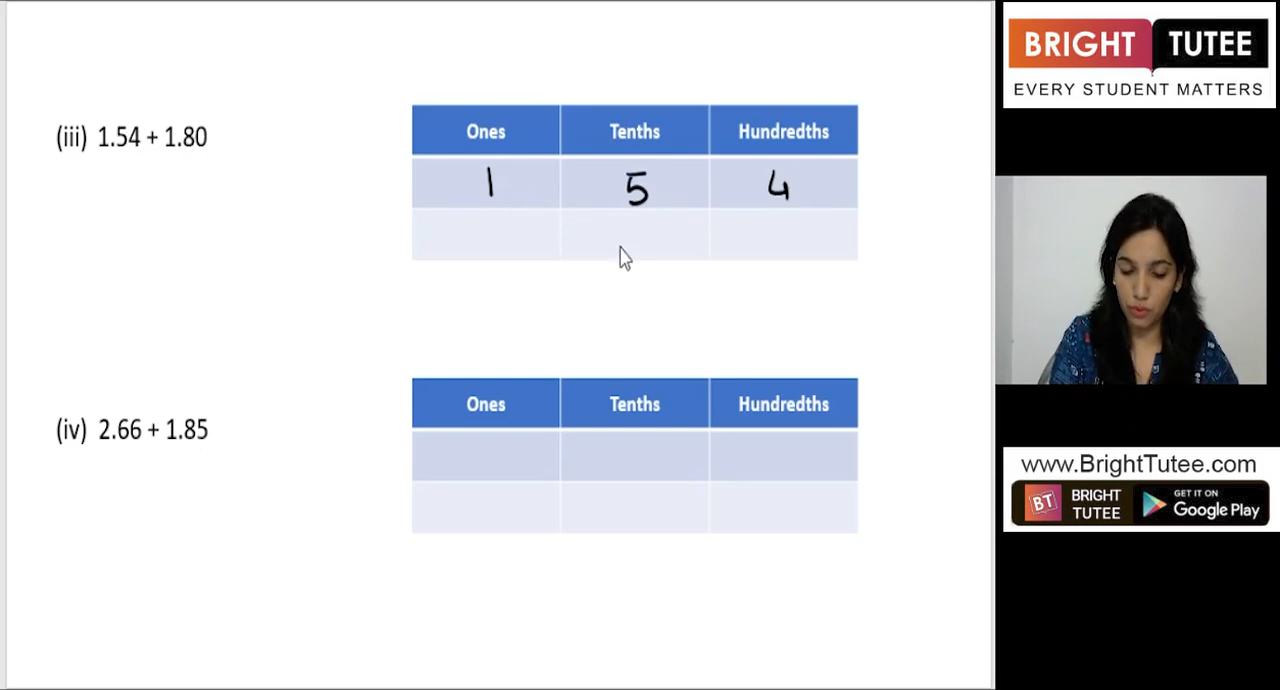 (iii) 1.54 + 1.80
Ones Tenths Hundredths
1 5 4
(iv) 2.66 + 1.85
Ones Tenths Hundredths
BRIGHT TUTEE
EVERY STUDENT MATTERS
www.BrightTutee.com
BT
BRIGHT
TUTEE
GET IT ON
Google Play